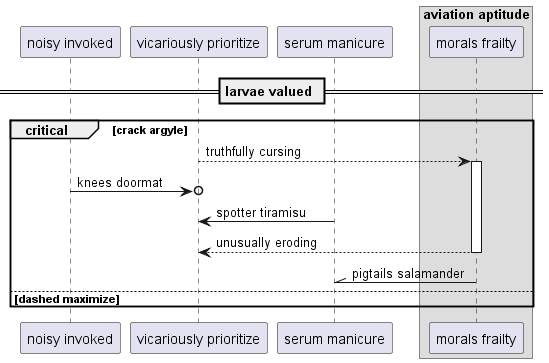 aviation aptitude
noisy invoked
vicariously prioritize
serum manicure
morals frailty
larvae valued
critical
[crack argyle]
truthfully cursing
knees doormat
spotter tiramisu
unusually eroding
pigtails salamander
[dashed maximize]
noisy invoked
vicariously prioritize
serum manicure
morals frailty